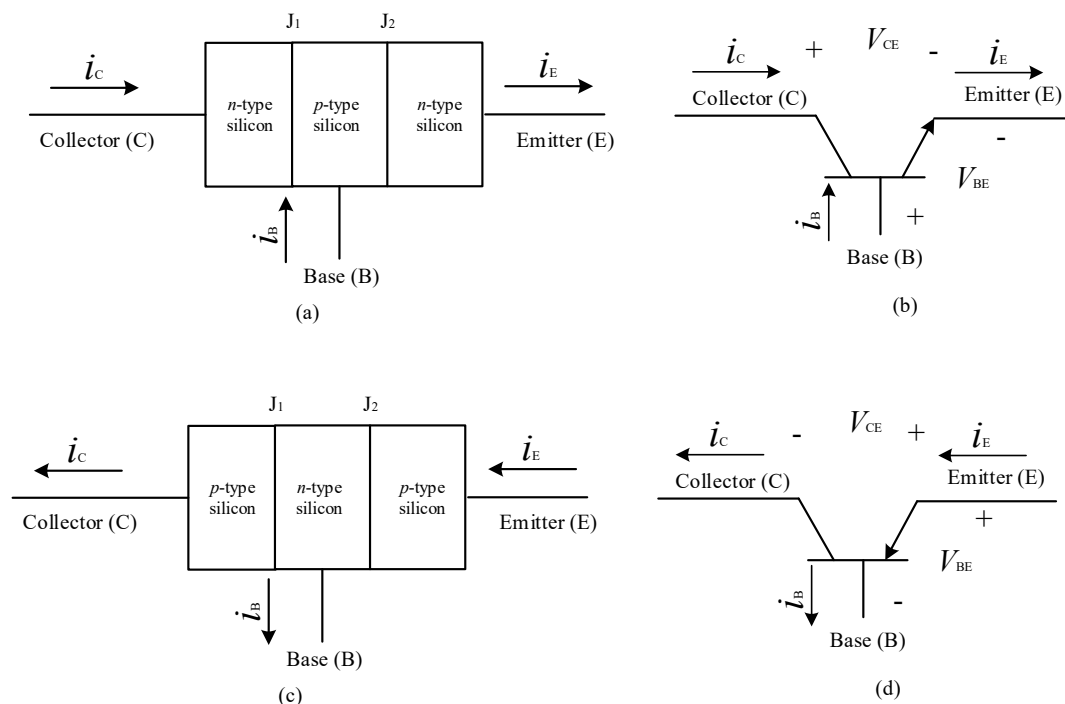 J1 J2
iC
iE
n-type silicon
p-type silicon
n-type silicon
Collector (C)
Emitter (E)
iB
Base (B)
(a)
+ VCE -
iC
iE
Collector (C)
Emitter (E)
-
VBE
iB
+
Base (B)
(b)
J1 J2
iC
iE
p-type silicon
n-type silicon
p-type silicon
Collector (C)
Emitter (E)
iB
Base (B)
(c)
- VCE +
iC
iE
Collector (C)
Emitter (E)
+
VBE
iB
-
Base (B)
(d)